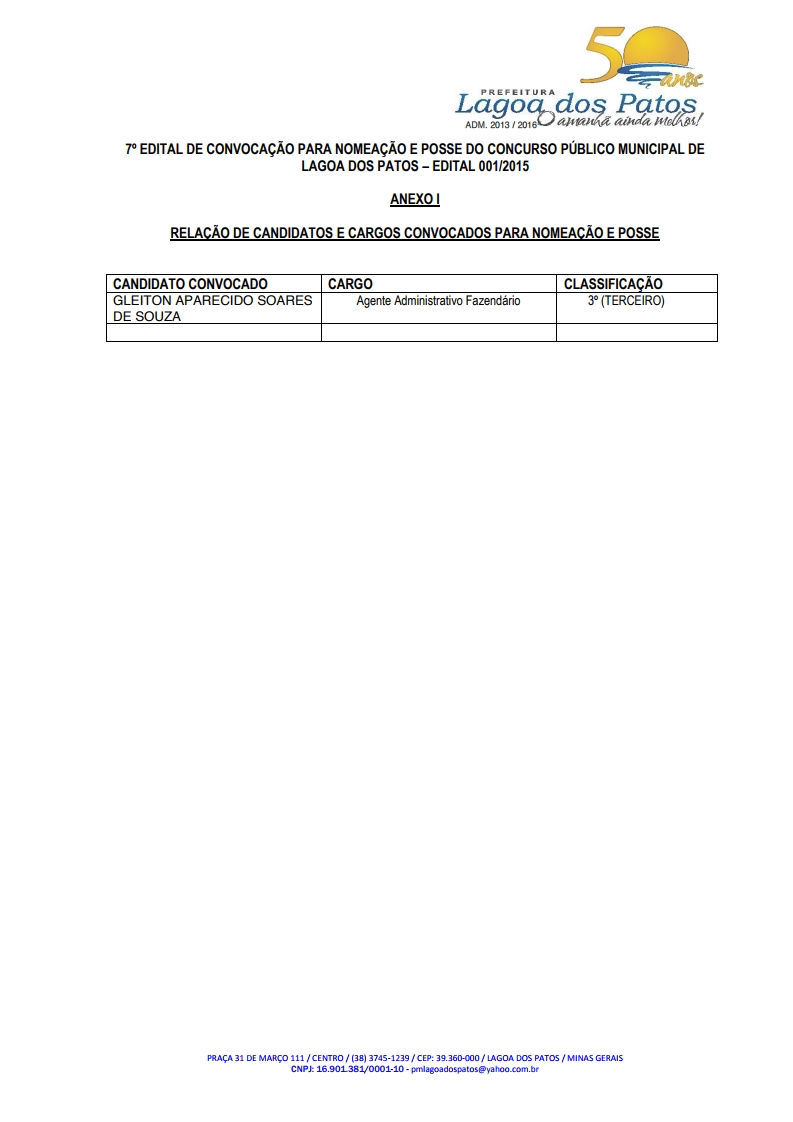 50 anos
PREFEITURA
Lagoa dos Patos
ADM. 2013 / 2016
O amanhã ainda melhor!
7º EDITAL DE CONVOCAÇÃO PARA NOMEAÇÃO E POSSE DO CONCURSO PÚBLICO MUNICIPAL DE
LAGOA DOS PATOS – EDITAL 001/2015
ANEXO I
RELAÇÃO DE CANDIDATOS E CARGOS CONVOCADOS PARA NOMEAÇÃO E POSSE
CANDIDATO CONVOCADO CARGO CLASSIFICAÇÃO
GLEITON APARECIDO SOARES Agente Administrativo Fazendário 3º (TERCEIRO)
DE SOUZA
PRAÇA 31 DE MARÇO 111 / CENTRO / (38) 3745-1239 / CEP: 39.360-000 / LAGOA DOS PATOS / MINAS GERAIS
CNPJ: 16.901.381/0001-10 - pmlagoadospatos@yahoo.com.br